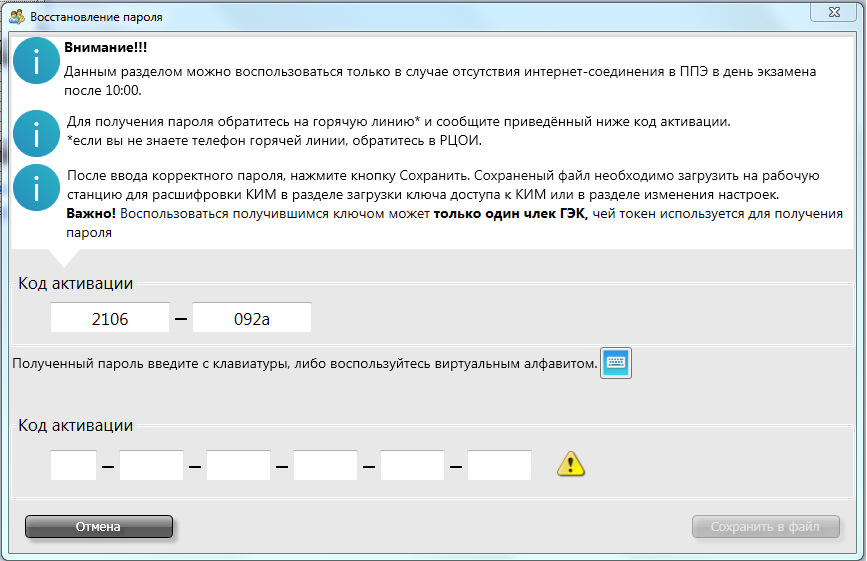 Восстановление пароля
Внимание!!!
Данным разделом можно воспользоваться только в случае отсутствия интернет-соединения в ППЭ в день экзамена
после 10:00.
Для получения пароля обратитесь на горячую линию* и сообщите приведённый ниже код активации.
*если вы не знаете телефон горячей линии, обратитесь в РЦОИ.
После ввода корректного пароля, нажмите кнопку Сохранить. Сохраненый файл необходимо загрузить на рабочую
станцию для расшифровки КИМ в разделе загрузки ключа доступа к КИМ или в разделе изменения настроек.
Важно! Воспользоваться получившимся ключом может только один член ГЭК, чей токен используется для получения
пароля
Код активации
2106 – 092a
Полученный пароль введите с клавиатуры, либо воспользуйтесь виртуальным алфавитом.
Код активации
– – – – –
Отмена
Сохранить в файл